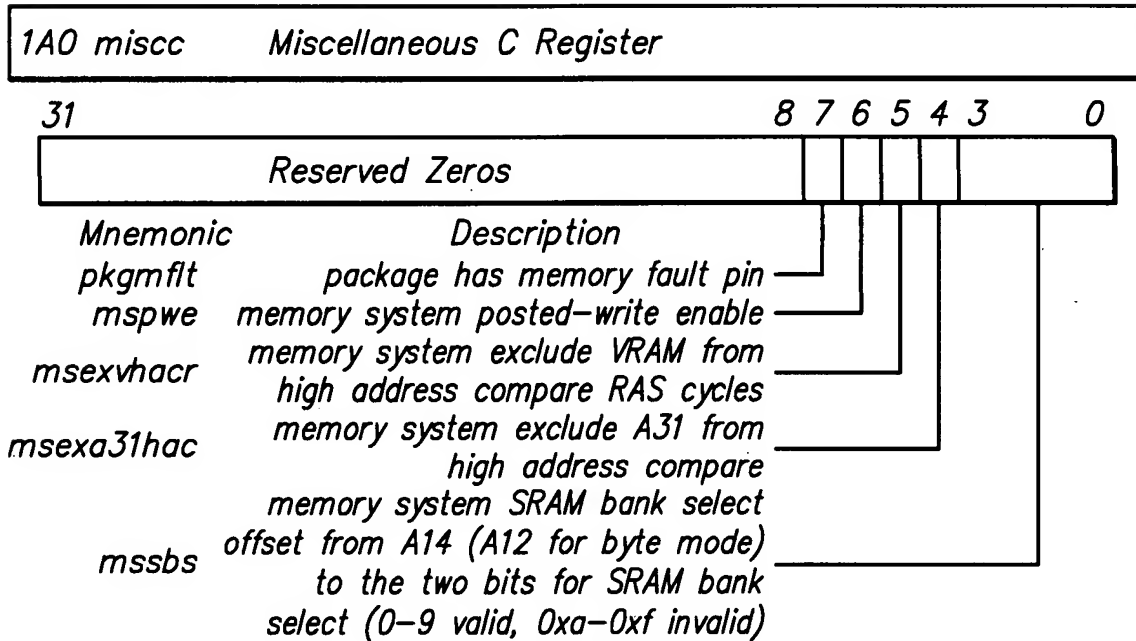 1A0 miscc Miscellaneous C Register
31 8 7 6 5 4 3 0
Reserved Zeros
Mnemonic Description
pkgmflt package has memory fault pin
mspwe memory system posted-write enable
memory system exclude VRAM from
msexvhacr high address compare RAS cycles
memory system exclude A31 from
msexa31hac high address compare
memory system SRAM bank select
offset from A14 (A12 for byte mode)
mssbs to the two bits for SRAM bank
select (0-9 valid, 0xa-0xf invalid)